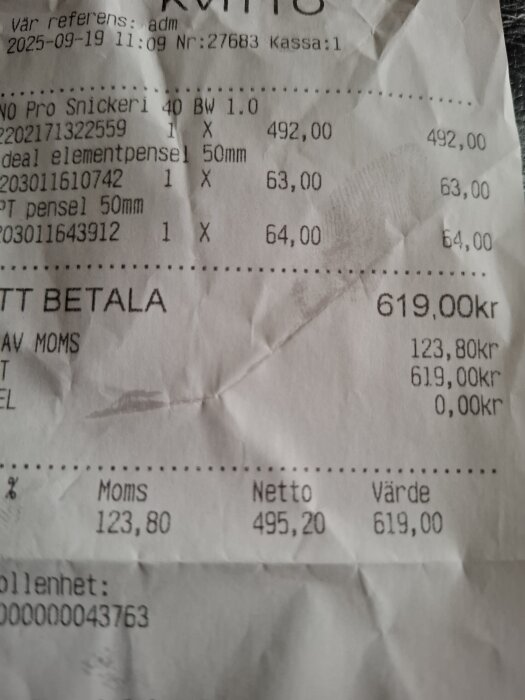 KVITTO
Vår referens: adm
2025-09-19 11:09 Nr:27683 Kassa:1
NO Pro Snickeri 40 BW 1.0
2202171322559 1 X 492,00 492,00
deal elementpensel 50mm
203011610742 1 X 63,00 63,00
PT pensel 50mm
203011643912 1 X 64,00 64,00
TT BETALA 619,00kr
AV MOMS 123,80kr
T 619,00kr
EL 0,00kr
% Moms Netto Värde
123,80 495,20 619,00
ollenhet:
000000043763